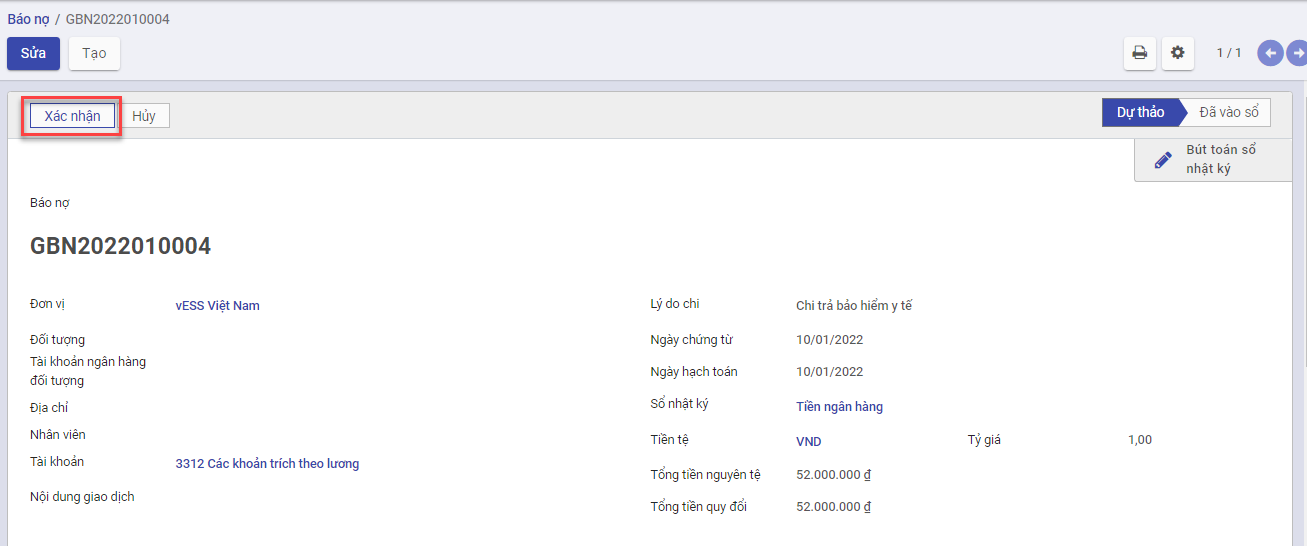 Báo nợ / GBN2022010004
Sửa Tạo 1 / 1
Xác nhận Hủy Dự thảo Đã vào sổ
Bút toán sổ
nhật ký
Báo nợ
GBN2022010004
Đơn vị vESS Việt Nam Lý do chi Chi trả bảo hiểm y tế
Đối tượng Ngày chứng từ 10/01/2022
Tài khoản ngân hàng
đối tượng Ngày hạch toán 10/01/2022
Địa chỉ Sổ nhật ký Tiền ngân hàng
Nhân viên Tiền tệ VND Tỷ giá 1,00
Tài khoản 3312 Các khoản trích theo lương Tổng tiền nguyên tệ 52.000.000 ₫
Nội dung giao dịch Tổng tiền quy đổi 52.000.000 ₫